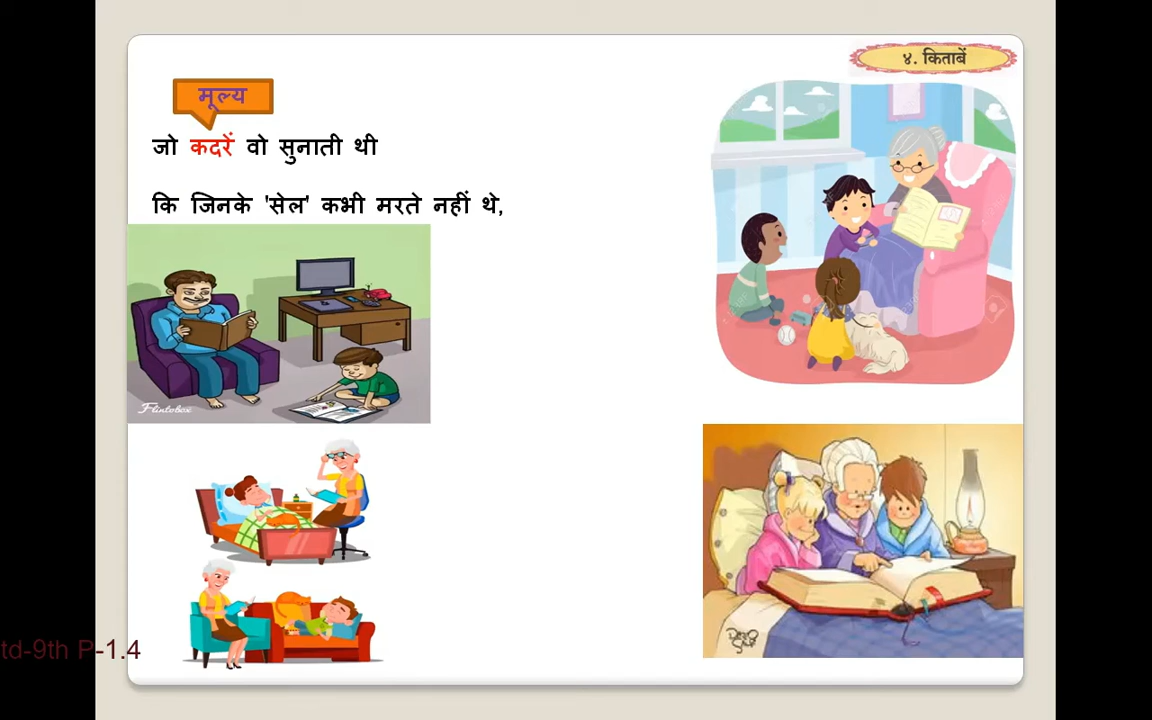 ४. किताबें
मूल्य
जो कदरें वो सुनाती थी
कि जिनके 'सेल' कभी मरते नहीं थे,
Flintobox
td-9th P-1.4